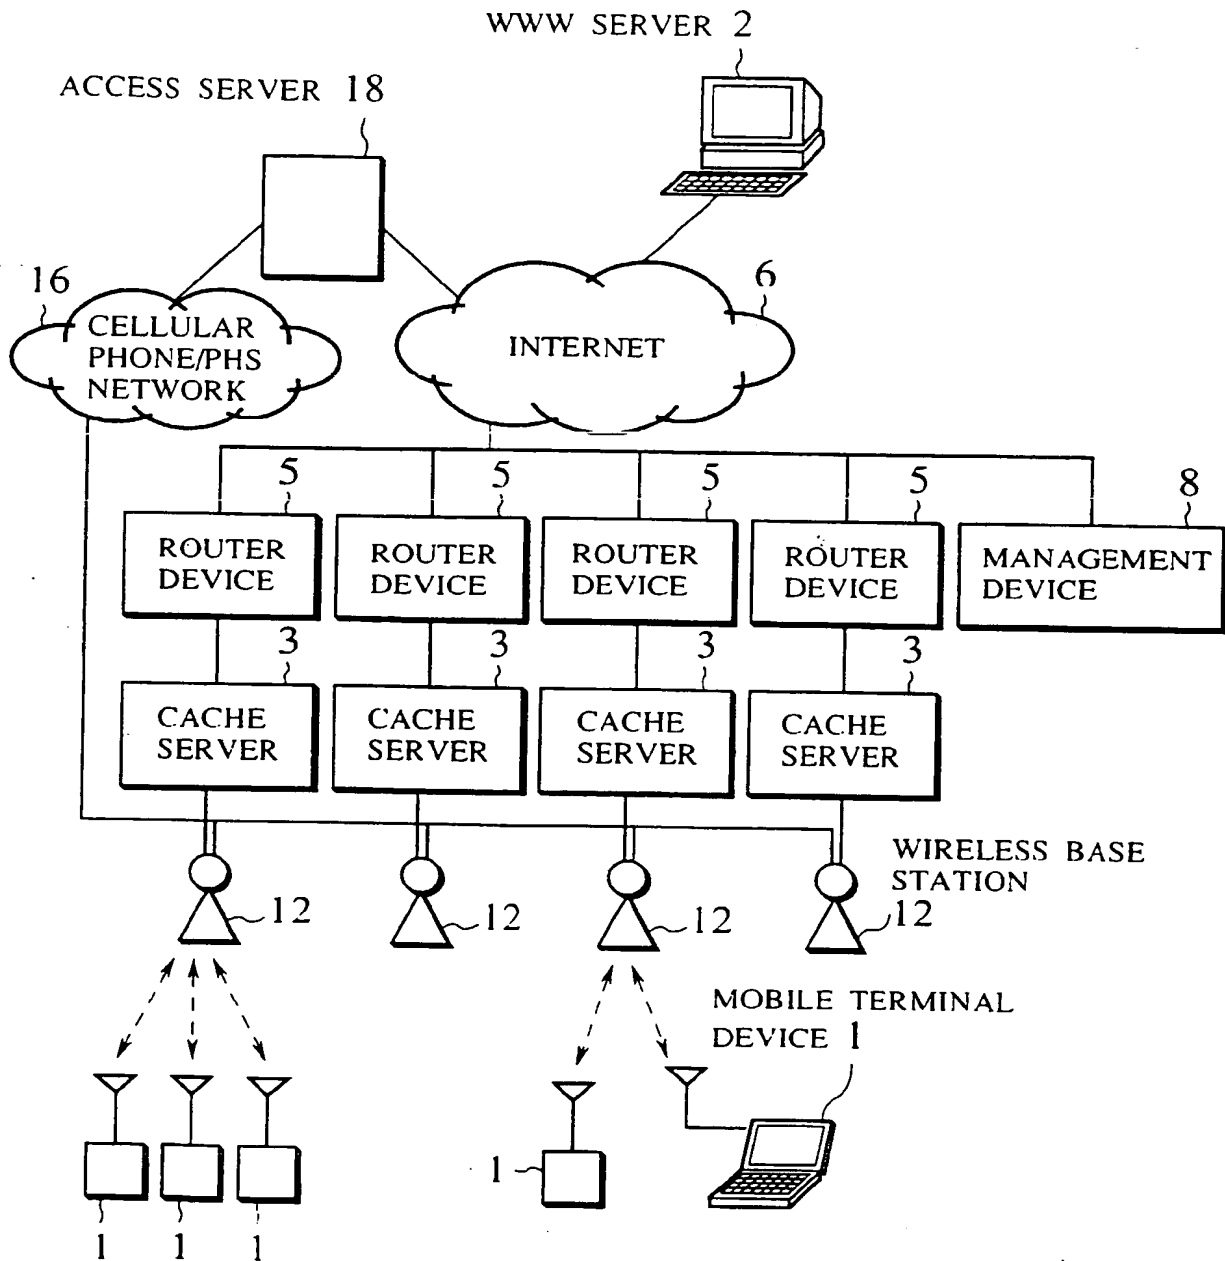 WWW SERVER 2
ACCESS SERVER 18
16
CELLULAR
PHONE/PHS
NETWORK
6
INTERNET
5
5
5
5
8
ROUTER
DEVICE
ROUTER
DEVICE
ROUTER
DEVICE
ROUTER
DEVICE
MANAGEMENT
DEVICE
3
3
3
3
CACHE
SERVER
CACHE
SERVER
CACHE
SERVER
CACHE
SERVER
WIRELESS BASE
STATION
12
12
12
12
MOBILE TERMINAL
DEVICE 1
1
1
1
1